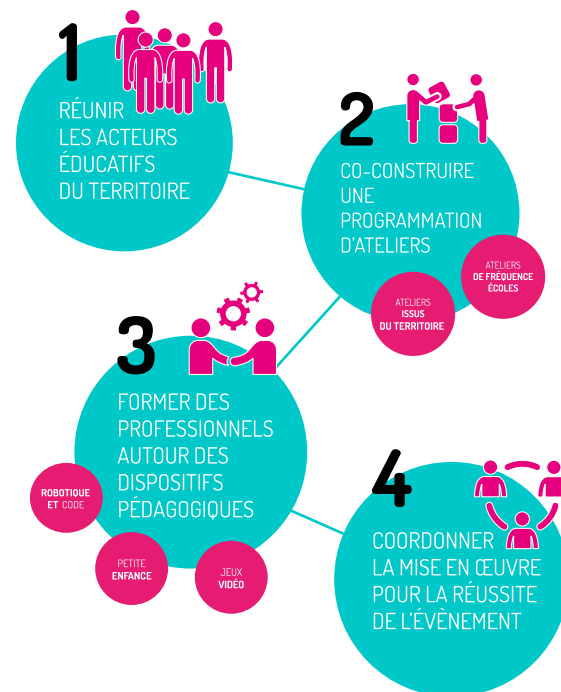 1
RÉUNIR
LES ACTEURS
ÉDUCATIFS
DU TERRITOIRE
2
CO-CONSTRUIRE
UNE
PROGRAMMATION
D'ATELIERS
ATELIERS
DE FRÉQUENCE
ÉCOLES
ATELIERS
ISSUS
DU TERRITOIRE
3
FORMER DES
PROFESSIONNELS
AUTOUR DES
DISPOSITIFS
PÉDAGOGIQUES
ROBOTIQUE
ET CODE
PETITE
ENFANCE
JEUX
VIDÉO
4
COORDONNER
LA MISE EN ŒUVRE
POUR LA RÉUSSITE
DE L'ÉVÈNEMENT